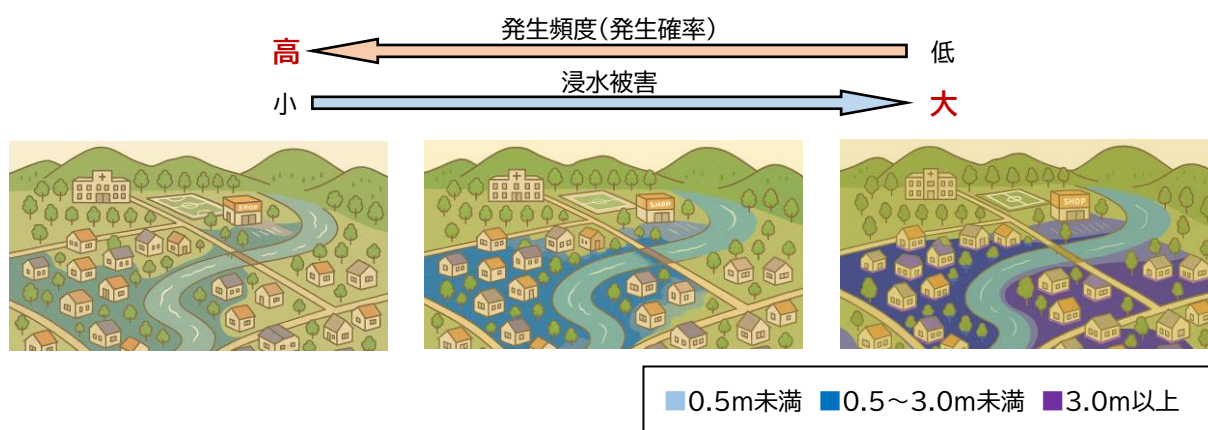 発生頻度(発生確率)
高
低
浸水被害
小
大
SHOP
SHOP
SHOP
■0.5m未満 ■0.5～3.0m未満 ■3.0m以上